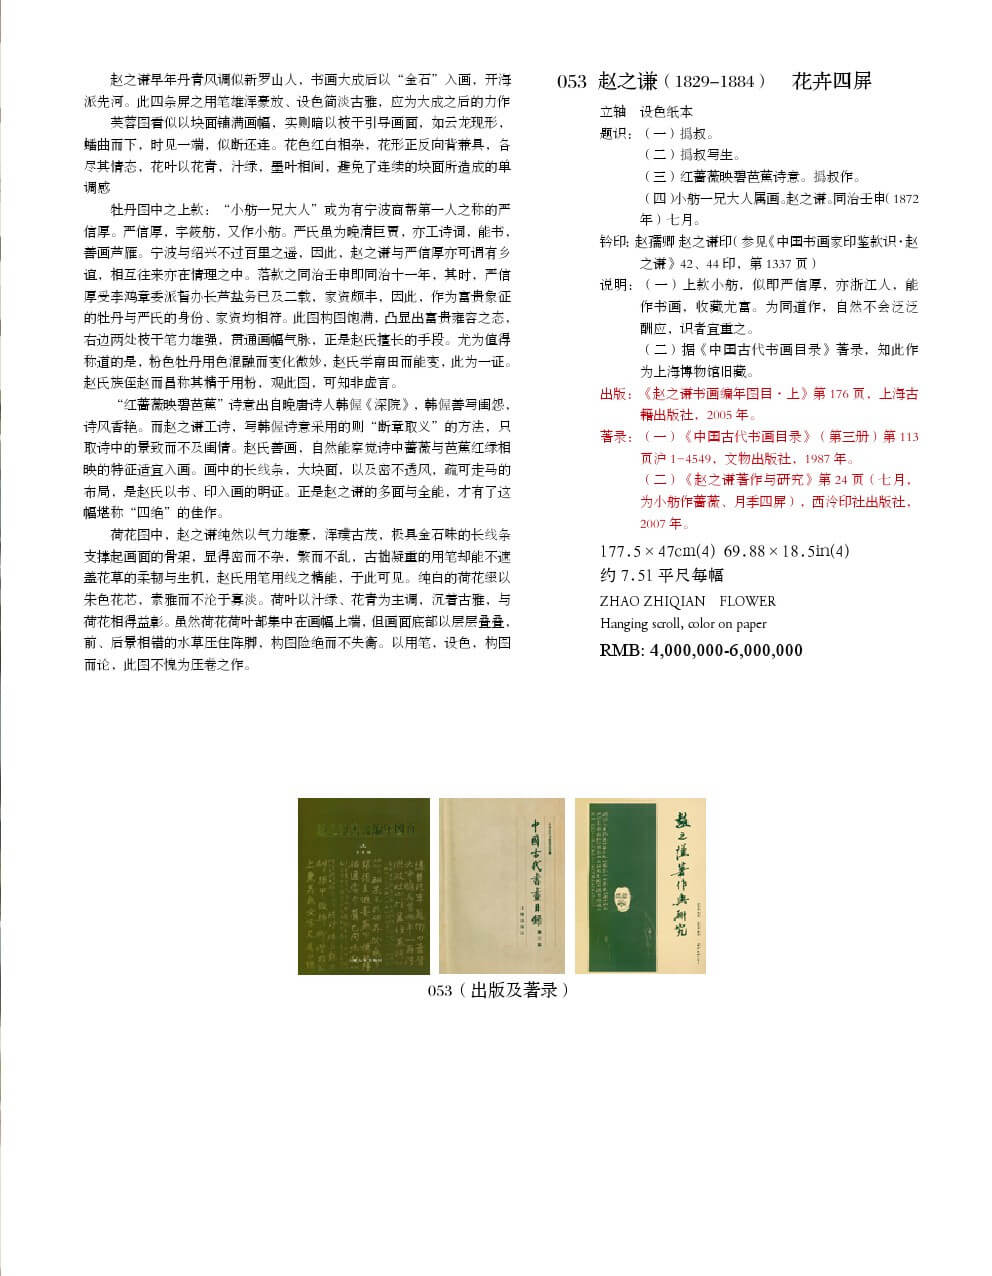 赵之谦早年丹青风调似新罗山人，书画大成后以“金石”入画，开海
派先河。此四条屏之用笔雄浑豪放、设色简淡古雅，应为大成之后的力作
芙蓉图看似以块面铺满画幅，实则暗以枝干引导画面，如云龙现形，
蟠曲而下，时见一端，似断还连。花色红白相杂，花形正反向背兼具，各
尽其情态，花叶以花青，汁绿，墨叶相间，避免了连续的块面所造成的单
调感
牡丹图中之上款：“小舫一兄大人”或为有宁波商帮第一人之称的严
信厚。严信厚，字筱舫，又作小舫。严氏虽为晚清巨贾，亦工诗词，能书，
善画芦雁。宁波与绍兴不过百里之遥，因此，赵之谦与严信厚亦可谓有乡
谊，相互往来亦在情理之中。落款之同治壬申即同治十一年，其时，严信
厚受李鸿章委派督办长芦盐务已及二载，家资颇丰，因此，作为富贵象征
的牡丹与严氏的身份、家资均相符。此图构图饱满，凸显出富贵雍容之态，
右边两处枝干笔力雄强，贯通画幅气脉，正是赵氏擅长的手段。尤为值得
称道的是，粉色牡丹用色混融而变化微妙，赵氏学南田而能变，此为一证。
赵氏族侄赵而昌称其精于用粉，观此图，可知非虚言。
“红蔷薇映碧芭蕉”诗意出自晚唐诗人韩偓《深院》，韩偓善写闺怨，
诗风香艳。而赵之谦工诗，写韩偓诗意采用的则“断章取义”的方法，只
取诗中的景致而不及闺情。赵氏善画，自然能察觉诗中蔷薇与芭蕉红绿相
映的特征适宜入画。画中的长线条，大块面，以及密不透风，疏可走马的
布局，是赵氏以书、印入画的明证。正是赵之谦的多面与全能，才有了这
幅堪称“四绝”的佳作。
荷花图中，赵之谦纯然以气力雄豪，浑璞古茂，极具金石味的长线条
支撑起画面的骨架，显得密而不杂，繁而不乱，古拙凝重的用笔却能不遮
盖花草的柔韧与生机，赵氏用笔用线之精能，于此可见。纯白的荷花缀以
朱色花芯，素雅而不沦于寡淡。荷叶以汁绿、花青为主调，沉着古雅，与
荷花相得益彰。虽然荷花荷叶都集中在画幅上端，但画面底部以层层叠叠，
前、后景相错的水草压住阵脚，构图险绝而不失衡。以用笔，设色，构图
而论，此图不愧为压卷之作。
053 赵之谦（1829-1884） 花卉四屏
立轴 设色纸本
题识：（一）撝叔。
（二）撝叔写生。
（三）红蔷薇映碧芭蕉诗意。撝叔作。
（四）小舫一兄大人属画。赵之谦。同治壬申（1872
年）七月。
钤印：赵孺卿 赵之谦印（参见《中国书画家印鉴款识·赵
之谦》42、44印，第1337页）
说明：（一）上款小舫，似即严信厚，亦浙江人，能
作书画，收藏尤富。为同道作，自然不会泛泛
酬应，识者宜重之。
（二）据《中国古代书画目录》著录，知此作
为上海博物馆旧藏。
出版：《赵之谦书画编年图目·上》第176页，上海古
籍出版社，2005年。
著录：（一）《中国古代书画目录》（第三册）第113
页沪1-4549，文物出版社，1987年。
（二）《赵之谦著作与研究》第24页（七月，
为小舫作蔷薇、月季四屏），西泠印社出版社，
2007年。
177.5×47cm(4) 69.88×18.5in(4)
约7.51平尺每幅
ZHAO ZHIQIAN FLOWER
Hanging scroll, color on paper
RMB: 4,000,000-6,000,000
中国古代書畫目錄
趙之謙著作與研究
053（出版及著录）